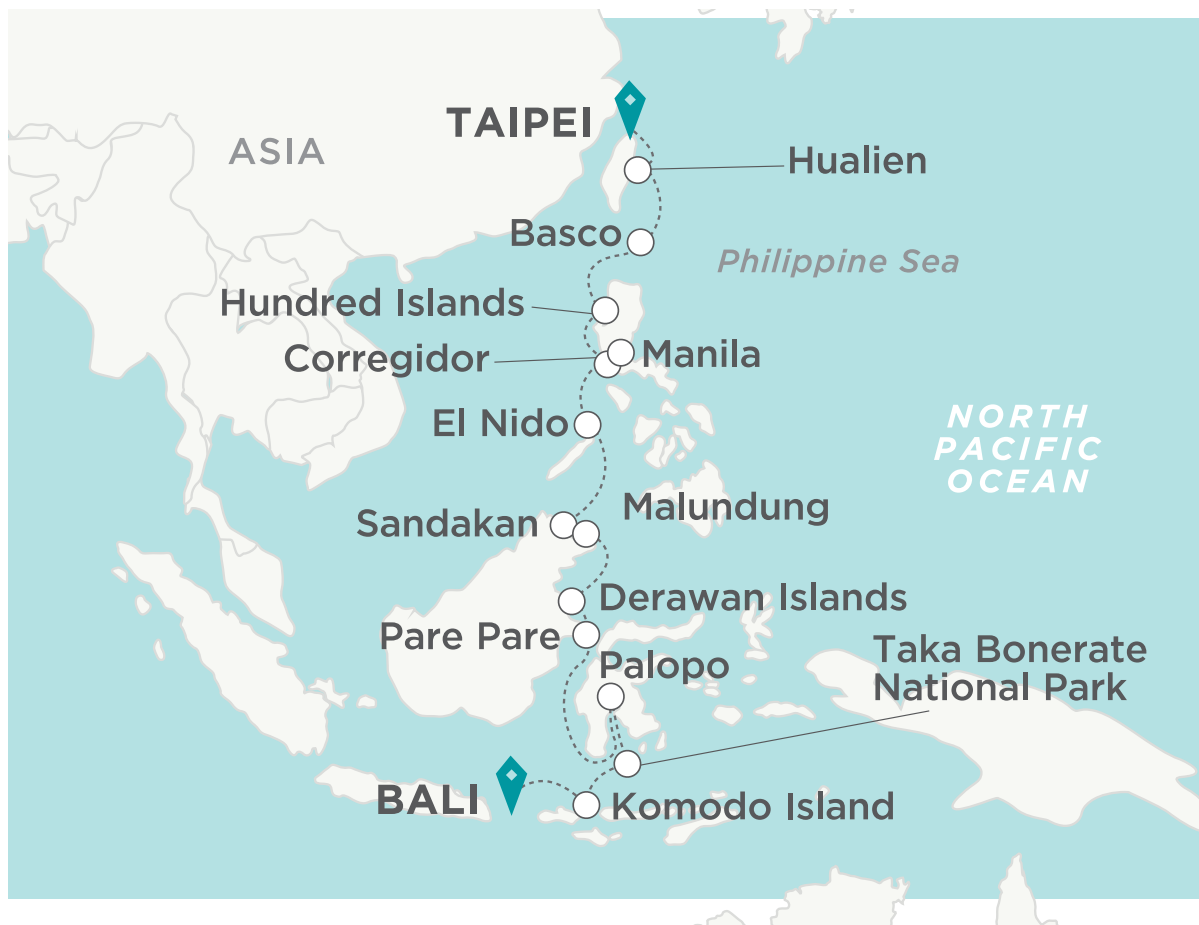 TAIPEI
ASIA
Hualien
Basco
Philippine Sea
Hundred Islands
Corregidor
Manila
El Nido
NORTH
PACIFIC
OCEAN
Sandakan
Malundung
Derawan Islands
Pare Pare
Palopo
Taka Bonerate
National Park
BALI
Komodo Island